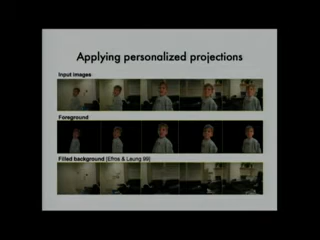 Applying personalized projections
Input images
Foreground
Filled background [Efros & Leung 99]